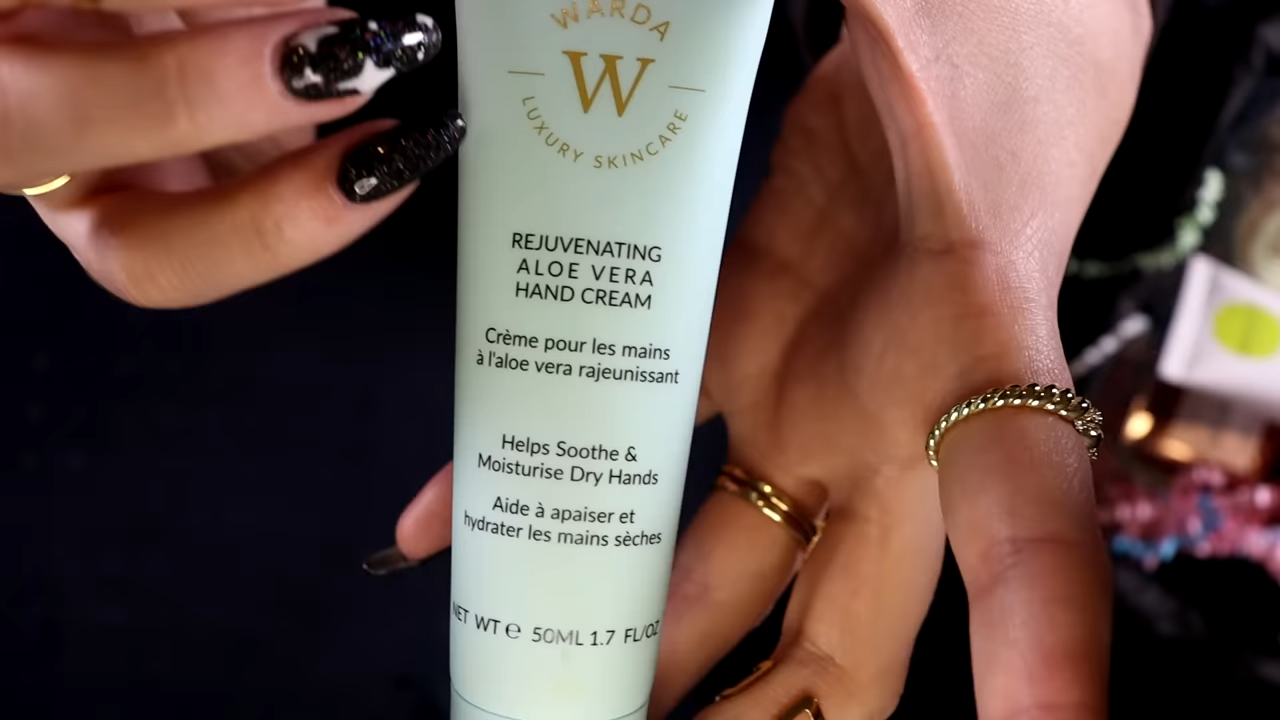 WARDA
W
LUXURY SKINCARE
REJUVENATING
ALOE VERA
HAND CREAM
Crème pour les mains
à l'aloe vera rajeunissant
Helps Soothe &
Moisturise Dry Hands
Aide à apaiser et
hydrater les mains sèches
NET WT ℮ 50ML 1.7 FL/OZ